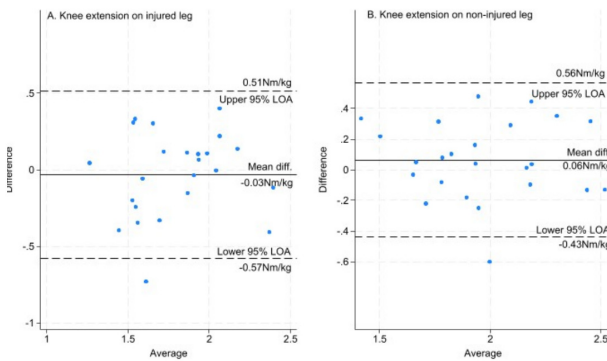 A. Knee extension on injured leg
0.51Nm/kg
Upper 95% LOA
Mean diff.
-0.03Nm/kg
Lower 95% LOA
-0.57Nm/kg
.5
0
-.5
-1
Difference
1
1.5
2
2.5
Average
B. Knee extension on non-injured leg
0.56Nm/kg
Upper 95% LOA
Mean diff
0.06Nm/kg
Lower 95% LOA
-0.43Nm/kg
.4
.2
0
-.2
-.4
-.6
Difference
1.5
2
2.5
Average